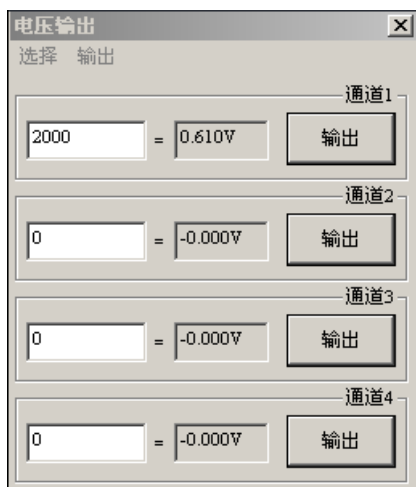 电压输出
选择 输出
通道1
2000 = 0.610V 输出
通道2
0 = -0.000V 输出
通道3
0 = -0.000V 输出
通道4
0 = -0.000V 输出